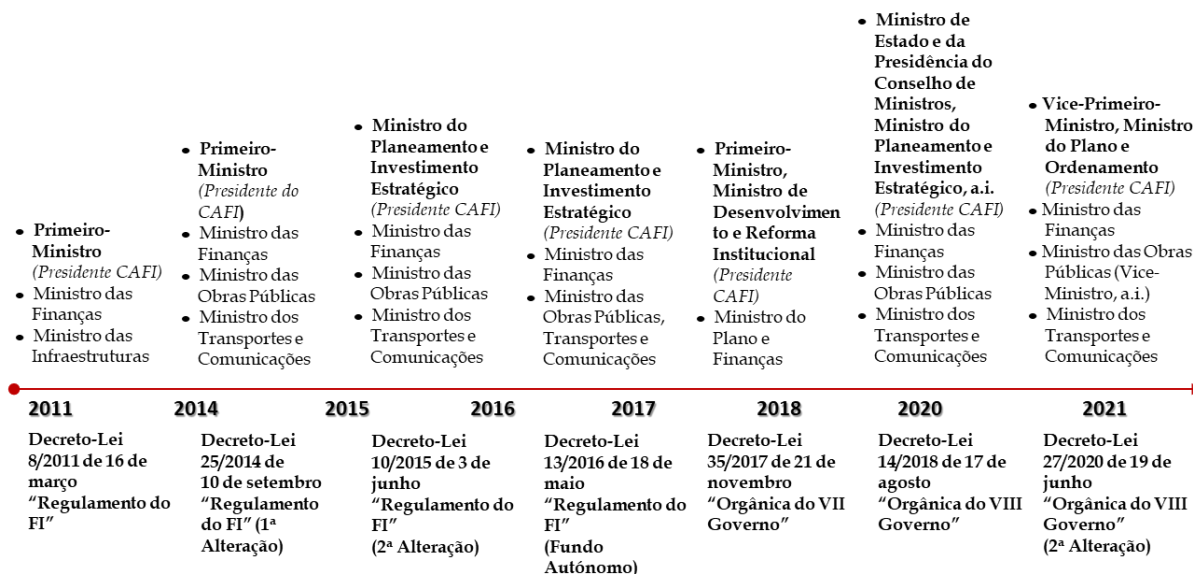 • Primeiro-
Ministro
(Presidente CAFI)
• Ministro das
Finanças
• Ministro das
Infraestruturas
• Primeiro-
Ministro
(Presidente do
CAFI)
• Ministro das
Finanças
• Ministro das
Obras Públicas
• Ministro dos
Transportes e
Comunicações
• Ministro do
Planeamento e
Investimento
Estratégico
(Presidente CAFI)
• Ministro das
Finanças
• Ministro das
Obras Públicas
• Ministro dos
Transportes e
Comunicações
• Ministro do
Planeamento e
Investimento
Estratégico
(Presidente CAFI)
• Ministro das
Finanças
• Ministro das
Obras Públicas,
Transportes e
Comunicações
• Primeiro-
Ministro,
Ministro de
Desenvolvimen
to e Reforma
Institucional
(Presidente
CAFI)
• Ministro do
Plano e
Finanças
• Ministro de
Estado e da
Presidência do
Conselho de
Ministros,
Ministro do
Planeamento e
Investimento
Estratégico, a.i.
(Presidente CAFI)
• Ministro das
Finanças
• Ministro das
Obras Públicas
• Ministro dos
Transportes e
Comunicações
• Vice-Primeiro-
Ministro, Ministro
do Plano e
Ordenamento
(Presidente CAFI)
• Ministro das
Finanças
• Ministro das Obras
Públicas (Vice-
Ministro, a.i.)
• Ministro dos
Transportes e
Comunicações
2011 2014 2015 2016 2017 2018 2020 2021
Decreto-Lei
8/2011 de 16 de
março
“Regulamento do
FI”
Decreto-Lei
25/2014 de
10 de setembro
“Regulamento
do FI” (1ª
Alteração)
Decreto-Lei
10/2015 de 3 de
junho
“Regulamento do
FI”
(2ª Alteração)
Decreto-Lei
13/2016 de 18 de
maio
“Regulamento do
FI”
(Fundo
Autónomo)
Decreto-Lei
35/2017 de 21 de
novembro
“Orgânica do VII
Governo”
Decreto-Lei
14/2018 de 17 de
agosto
“Orgânica do VIII
Governo”
Decreto-Lei
27/2020 de 19 de
junho
“Orgânica do VIII
Governo”
(2ª Alteração)